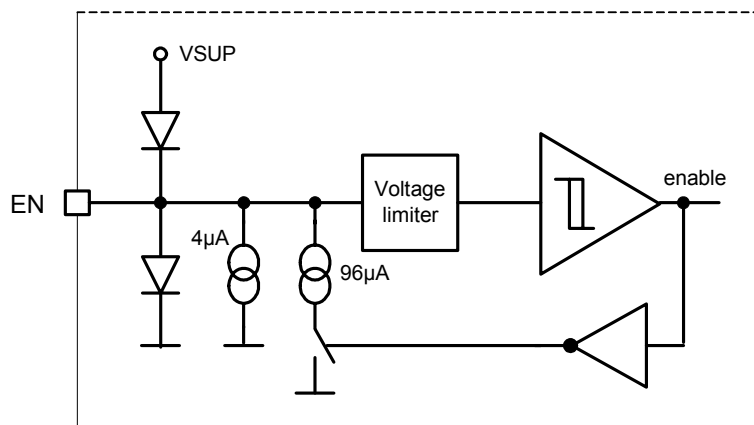 VSUP
Voltage
limiter
enable
EN
4µA
96µA